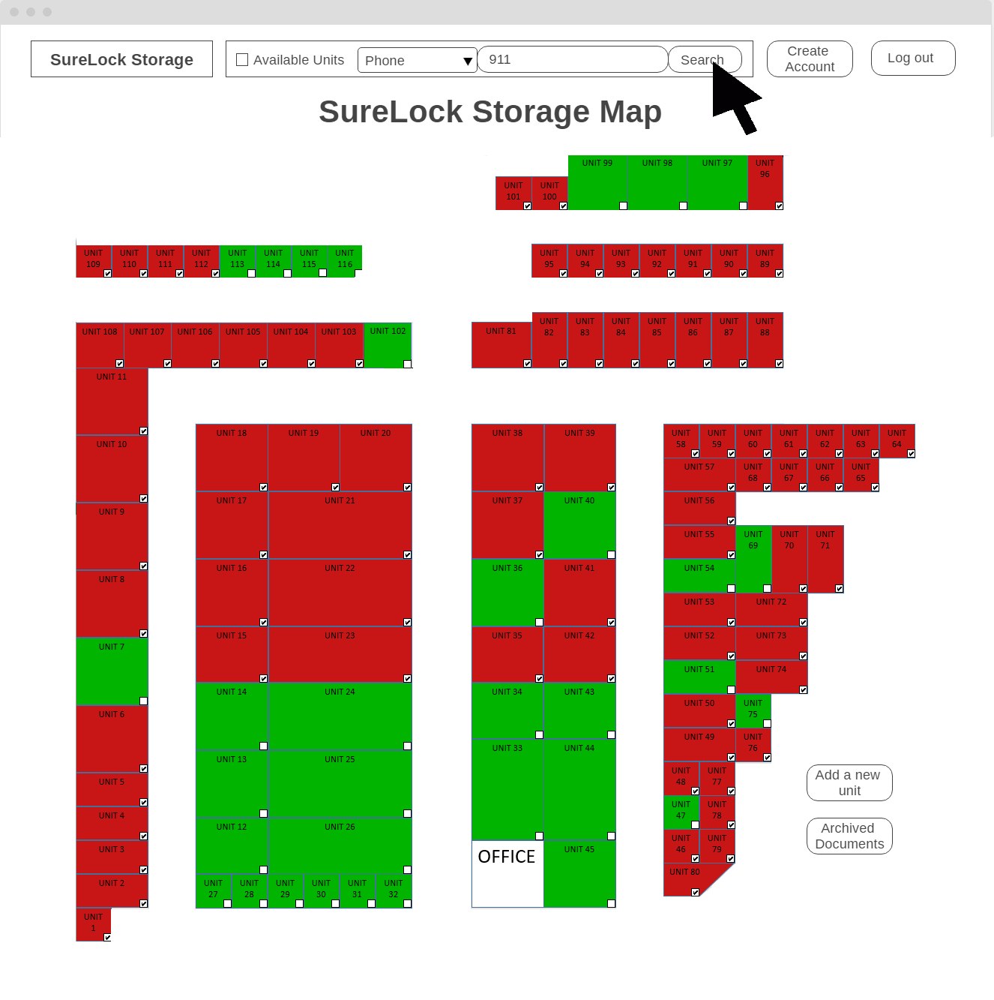 SureLock Storage
Available Units
Phone
911
Search
Create
Account
Log out
SureLock Storage Map
UNIT 99
UNIT 98
UNIT 97
UNIT
96
UNIT
101
UNIT
100
UNIT
109
UNIT
110
UNIT
111
UNIT
112
UNIT
113
UNIT
114
UNIT
115
UNIT
116
UNIT
95
UNIT
94
UNIT
93
UNIT
92
UNIT
91
UNIT
90
UNIT
89
UNIT 108
UNIT 107
UNIT 106
UNIT 105
UNIT 104
UNIT 103
UNIT 102
UNIT 81
UNIT
82
UNIT
83
UNIT
84
UNIT
85
UNIT
86
UNIT
87
UNIT
88
UNIT 11
UNIT 10
UNIT 9
UNIT 8
UNIT 7
UNIT 6
UNIT 5
UNIT 4
UNIT 3
UNIT 2
UNIT
1
UNIT 18
UNIT 19
UNIT 20
UNIT 17
UNIT 21
UNIT 16
UNIT 22
UNIT 15
UNIT 23
UNIT 14
UNIT 24
UNIT 13
UNIT 25
UNIT 12
UNIT 26
UNIT
27
UNIT
28
UNIT
29
UNIT
30
UNIT
31
UNIT
32
UNIT 38
UNIT 39
UNIT 37
UNIT 40
UNIT 36
UNIT 41
UNIT 35
UNIT 42
UNIT 34
UNIT 43
UNIT 33
UNIT 44
OFFICE
UNIT 45
UNIT
58
UNIT
59
UNIT
60
UNIT
61
UNIT
62
UNIT
63
UNIT
64
UNIT 57
UNIT
68
UNIT
67
UNIT
66
UNIT
65
UNIT 56
UNIT 55
UNIT
69
UNIT
70
UNIT
71
UNIT 54
UNIT 53
UNIT 72
UNIT 52
UNIT 73
UNIT 51
UNIT 74
UNIT 50
UNIT
75
UNIT 49
UNIT
76
UNIT
48
UNIT
77
UNIT
47
UNIT
78
UNIT
46
UNIT
79
UNIT 80
Add a new
unit
Archived
Documents